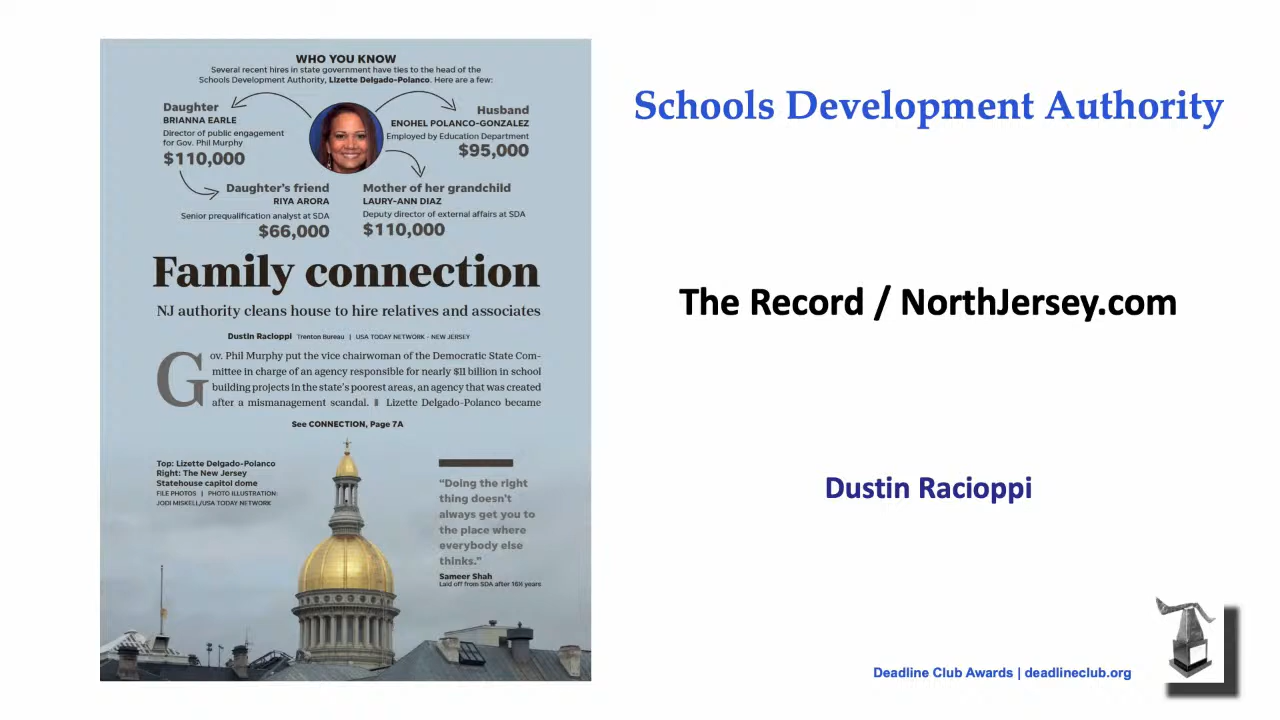 WHO YOU KNOW
Several recent hires in state government have ties to the head of the
Schools Development Authority, Lizette Delgado-Polanco. Here are a few:
Daughter
BRIANNA EARLE
Director of public engagement
for Gov. Phil Murphy
$110,000
Husband
ENOHEL POLANCO-GONZALEZ
Employed by Education Department
$95,000
Daughter's friend
RIYA ARORA
Senior prequalification analyst at SDA
$66,000
Mother of her grandchild
LAURY-ANN DIAZ
Deputy director of external affairs at SDA
$110,000
Family connection
NJ authority cleans house to hire relatives and associates
Dustin Racioppi Trenton Bureau | USA TODAY NETWORK - NEW JERSEY
Gov. Phil Murphy put the vice chairwoman of the Democratic State Com-
mittee in charge of an agency responsible for nearly $11 billion in school
building projects in the state's poorest areas, an agency that was created
after a mismanagement scandal. Lizette Delgado-Polanco became
See CONNECTION, Page 7A
Top: Lizette Delgado-Polanco
Right: The New Jersey
Statehouse capitol dome
FILE PHOTOS | PHOTO ILLUSTRATION:
JODI MISKELL/USA TODAY NETWORK
“Doing the right
thing doesn't
always get you to
the place where
everybody else
thinks.”
Sameer Shah
Laid off from SDA after 16½ years
Schools Development Authority
The Record / NorthJersey.com
Dustin Racioppi
Deadline Club Awards | deadlineclub.org